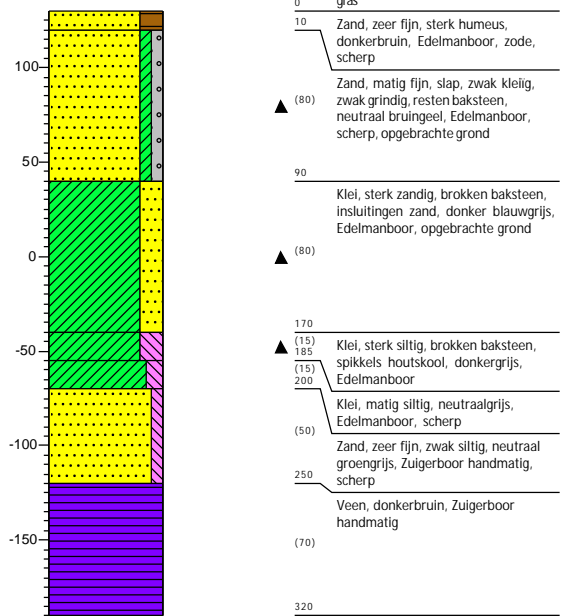 0
gras
10
Zand, zeer fijn, sterk humeus,
donkerbruin, Edelmanboor, zode,
scherp
100
(80)
Zand, matig fijn, slap, zwak kleiïg,
zwak grindig, resten baksteen,
neutraal bruingeel, Edelmanboor,
scherp, opgebrachte grond
50
90
Klei, sterk zandig, brokken baksteen,
insluitingen zand, donker blauwgrijs,
Edelmanboor, opgebrachte grond
0
(80)
170
-50
(15)
185
Klei, sterk siltig, brokken baksteen,
spikkels houtskool, donkergrijs,
Edelmanboor
(15)
200
Klei, matig siltig, neutraalgrijs,
Edelmanboor, scherp
-100
(50)
Zand, zeer fijn, zwak siltig, neutraal
groengrijs, Zuigerboor handmatig,
scherp
250
Veen, donkerbruin, Zuigerboor
handmatig
-150
(70)
320